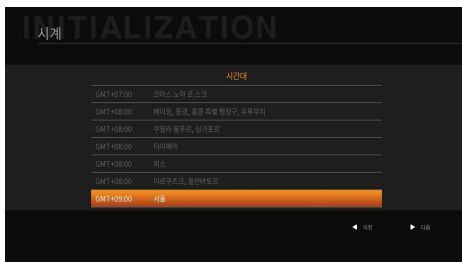 INITIALIZATION
시계
시간대
GMT+07:00 크라스 노야 르 스크
GMT+08:00 베이징, 충경, 홍콩 특별 행정구, 우루무치
GMT+08:00 쿠알라 룸푸르, 싱가포르
GMT+08:00 타이페이
GMT+08:00 퍼스
GMT+08:00 이르쿠츠크, 울란바토르
GMT+09:00 서울
◀ 이전 ▶ 다음